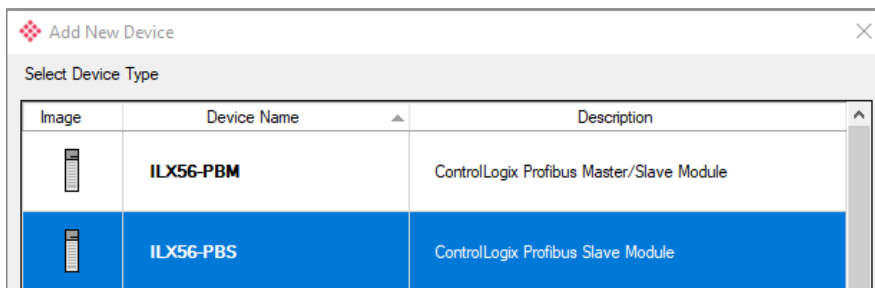 Add New Device
Select Device Type
Image Device Name Description
ILX56-PBM ControlLogix Profibus Master/Slave Module
ILX56-PBS ControlLogix Profibus Slave Module